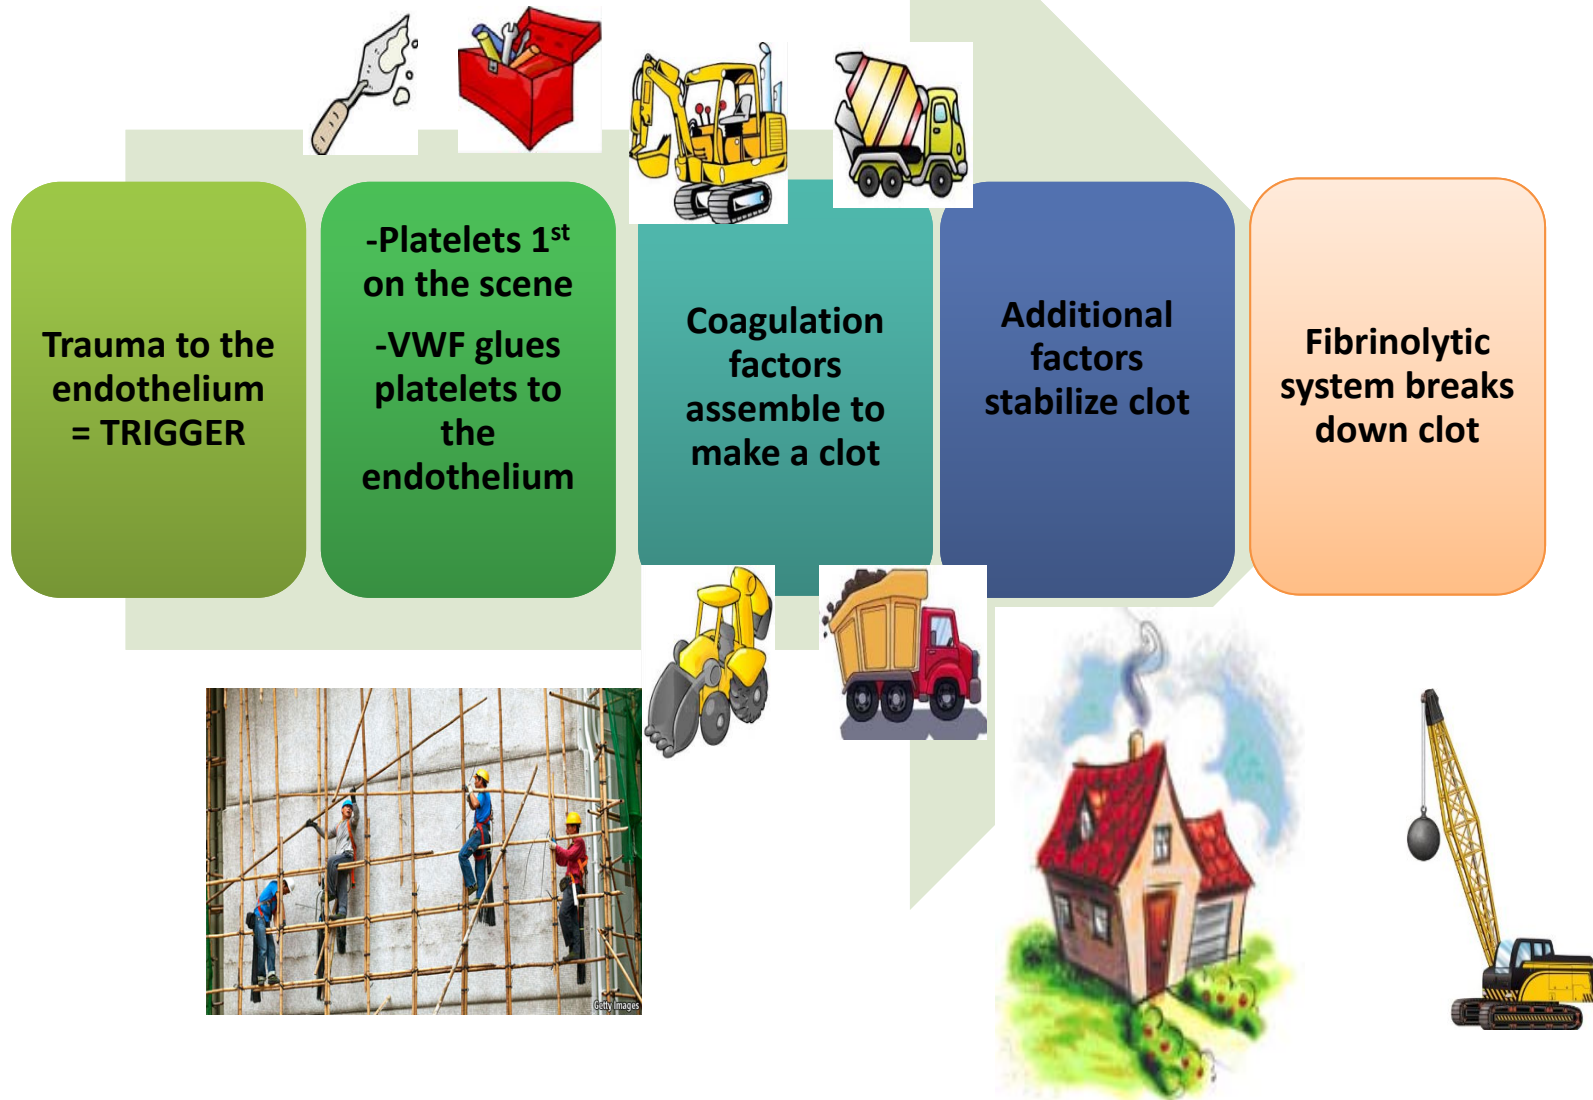 Trauma to the
endothelium
= TRIGGER
-Platelets 1st
on the scene
-VWF glues
platelets to
the
endothelium
Coagulation
factors
assemble to
make a clot
Additional
factors
stabilize clot
Fibrinolytic
system breaks
down clot
Getty Images